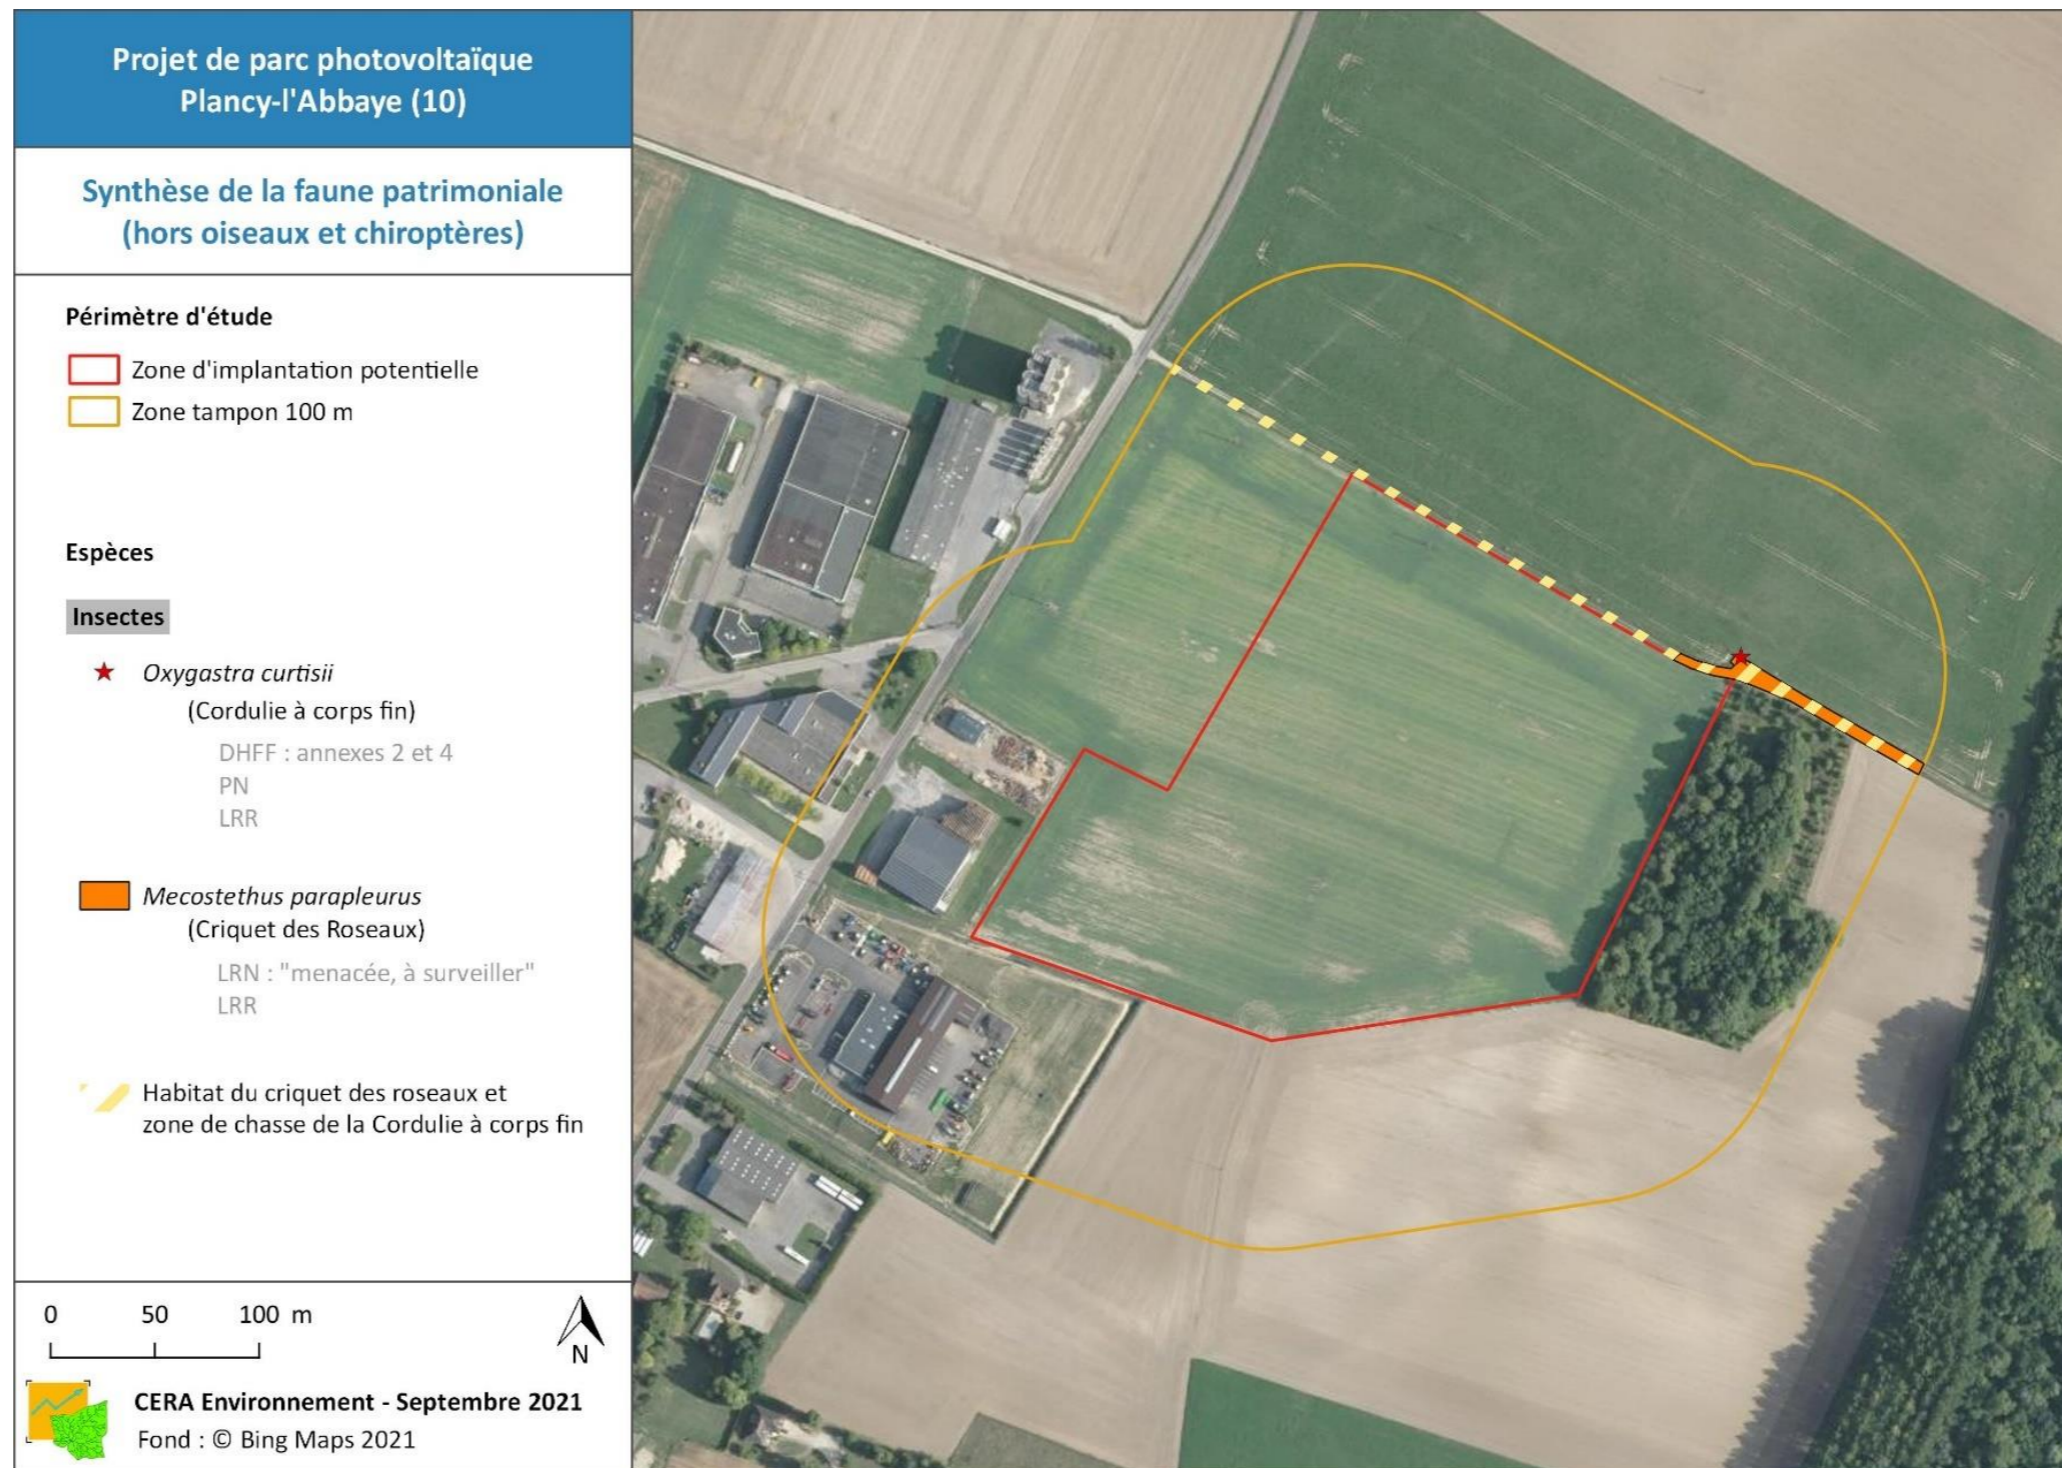 Projet de parc photovoltaïque
Plancy-l'Abbaye (10)
Synthèse de la faune patrimoniale
(hors oiseaux et chiroptères)
Périmètre d'étude
Zone d'implantation potentielle
Zone tampon 100 m
Espèces
Insectes
Oxygastra curtisii
(Cordulie à corps fin)
DHFF : annexes 2 et 4
PN
LRR
Mecostethus parapleurus
(Criquet des Roseaux)
LRN : "menacée, à surveiller"
LRR
Habitat du criquet des roseaux et
zone de chasse de la Cordulie à corps fin
0 50 100 m
N
CERA Environnement - Septembre 2021
Fond : © Bing Maps 2021